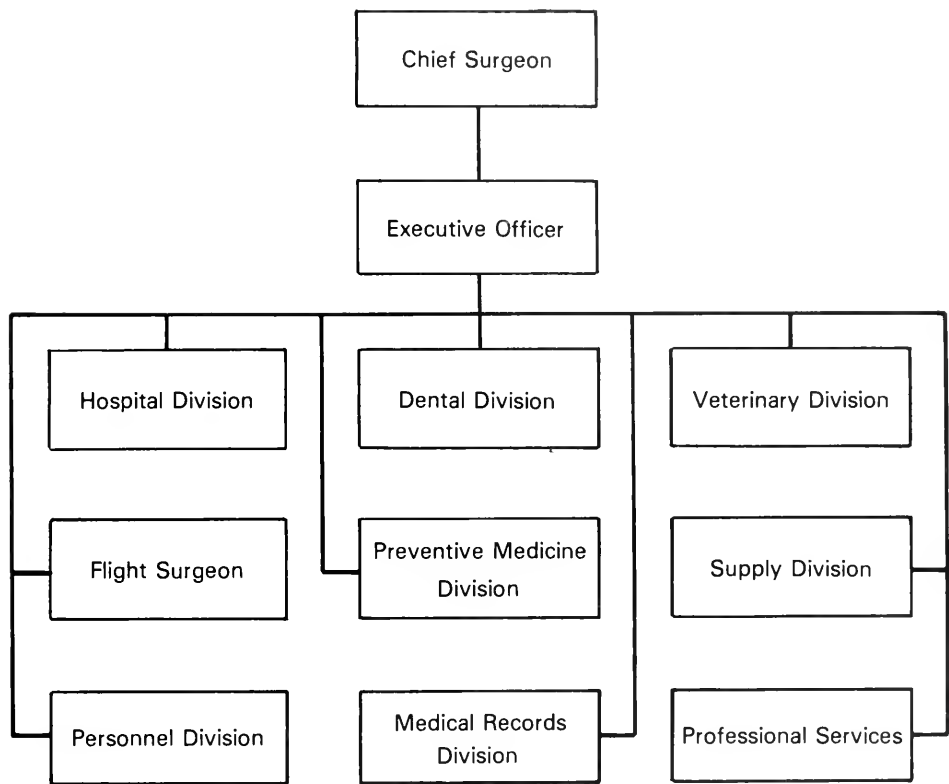 Chief Surgeon
Executive Officer
Hospital Division
Dental Division
Veterinary Division
Flight Surgeon
Preventive Medicine
Division
Supply Division
Personnel Division
Medical Records
Division
Professional Services